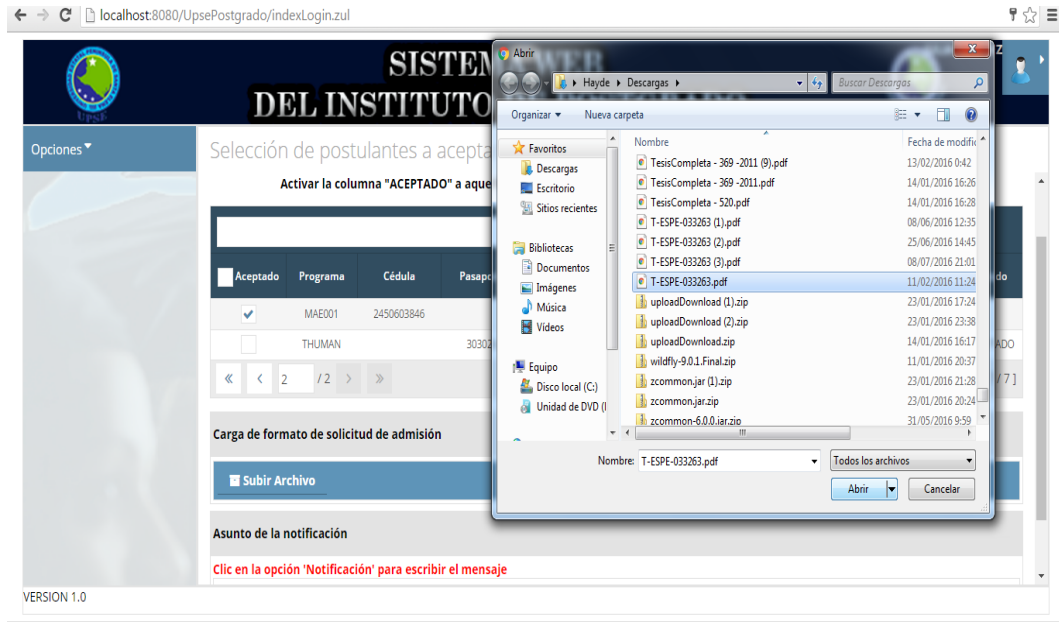 localhost:8080/UpsePostgrado/indexLogin.zul
UPSE
DEL INSTITUTO
Opciones
Selección de postulantes a acepta
Activar la columna "ACEPTADO" a aque
Aceptado Programa Cédula Pasapo
MAE001 2450603846
THUMAN 30302
ADO
2 / 2
/ 7 ]
Carga de formato de solicitud de admisión
Subir Archivo
Asunto de la notificación
Clic en la opción 'Notificación' para escribir el mensaje
VERSION 1.0
Abrir
Hayde Descargas
Buscar Descargas
Organizar Nueva carpeta
Favoritos
Descargas
Escritorio
Sitios recientes
Bibliotecas
Documentos
Imágenes
Música
Vídeos
Equipo
Disco local (C:)
Unidad de DVD (
Nombre Fecha de modific
TesisCompleta - 369 -2011 (9).pdf 13/02/2016 0:42
TesisCompleta - 369 -2011.pdf 14/01/2016 16:26
TesisCompleta - 520.pdf 14/01/2016 16:28
T-ESPE-033263 (1).pdf 08/06/2016 12:35
T-ESPE-033263 (2).pdf 25/06/2016 14:45
T-ESPE-033263 (3).pdf 08/07/2016 21:01
T-ESPE-033263.pdf 11/02/2016 11:24
uploadDownload (1).zip 23/01/2016 17:24
uploadDownload (2).zip 23/01/2016 23:38
uploadDownload.zip 14/01/2016 16:17
wildfly-9.0.1.Final.zip 11/01/2016 20:37
zcommon.jar (1).zip 23/01/2016 21:28
zcommon.jar.zip 23/01/2016 20:24
zcommon-6.0.0.jar.zip 31/05/2016 9:59
Nombre: T-ESPE-033263.pdf
Todos los archivos
Abrir Cancelar